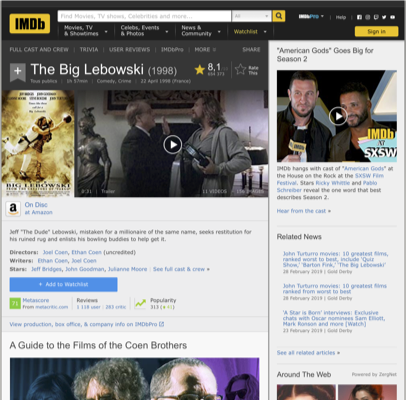 IMDb
Find Movies, TV shows, Celebrities and more...
All
IMDbPro
Help
Movies, TV & Showtimes
Celebs, Events & Photos
News & Community
Watchlist
Sign in
FULL CAST AND CREW | TRIVIA | USER REVIEWS | IMDbPro | MORE
SHARE
The Big Lebowski (1998)
8,1
Rate This
Tous publics | 1h 57min | Comedy, Crime | 22 April 1998 (France)
BIG LEBOWSKI
2:31 | Trailer
11 VIDEOS
On Disc
at Amazon
Jeff "The Dude" Lebowski, mistaken for a millionaire of the same name, seeks restitution
for his ruined rug and enlists his bowling buddies to help get it.
Directors: Joel Coen, Ethan Coen (uncredited)
Writers: Ethan Coen, Joel Coen
Stars: Jeff Bridges, John Goodman, Julianne Moore | See full cast & crew »
+ Add to Watchlist
71
Metascore
From metacritic.com
Reviews
1 116 user | 283 critic
Popularity
View production, box office, & company info on IMDbPro
A Guide to the Films of the Coen Brothers
"American Gods" Goes Big for
Season 2
IMDb
at
SXSW
IMDb hangs with cast of "American Gods" at
the House on the Rock at the SXSW Film
Festival. Stars Ricky Whittle and Pablo
Schreiber reveal the one word that best
describes Season 2.
Hear from the cast »
Related News
John Turturro movies: 10 greatest films,
ranked worst to best, include 'Quiz
Show,' 'Barton Fink,' 'The Big Lebowski'
28 February 2019 | Gold Derby
John Turturro movies: 10 greatest films
ranked from worst to best
28 February 2019 | Gold Derby
'A Star is Born' interviews: Exclusive
chats with Oscar nominees Sam Elliott,
Mark Ronson and more [Watch]
23 February 2019 | Gold Derby
See all related articles »
Around The Web
Powered by ZergNet